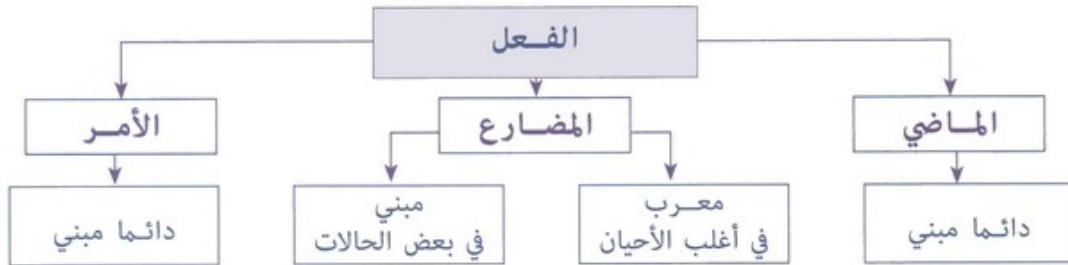 الفعل
الماضي
المضارع
الأمر
دائما مبني
معرب
في أغلب الأحيان
مبني
في بعض الحالات
دائما مبني